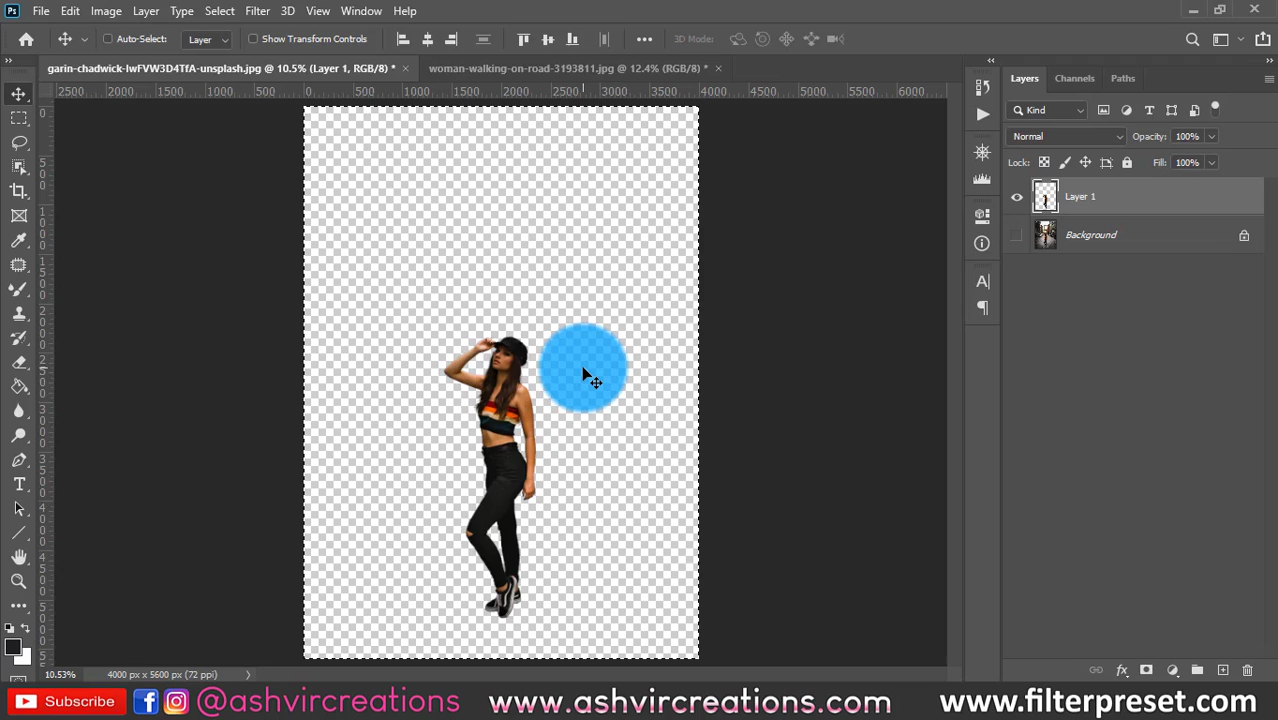 Ps File Edit Image Layer Type Select Filter 3D View Window Help
Auto-Select: Layer Show Transform Controls 3D Mode:
garin-chadwick-IwFVW3D4TfA-unsplash.jpg @ 10.5% (Layer 1, RGB/8) * × woman-walking-on-road-3193811.jpg @ 12.4% (RGB/8) * ×
2500 2000 1500 1000 500 0 500 1000 1500 2000 2500 3000 3500 4000 4500 5000 5500 6000
Layers Channels Paths
Kind
Normal Opacity: 100%
Lock: Fill: 100%
Layer 1
Background
10.53% 4000 px x 5600 px (72 ppi)
Subscribe @ashvircreations www.ashvircreations.com www.filterpreset.com